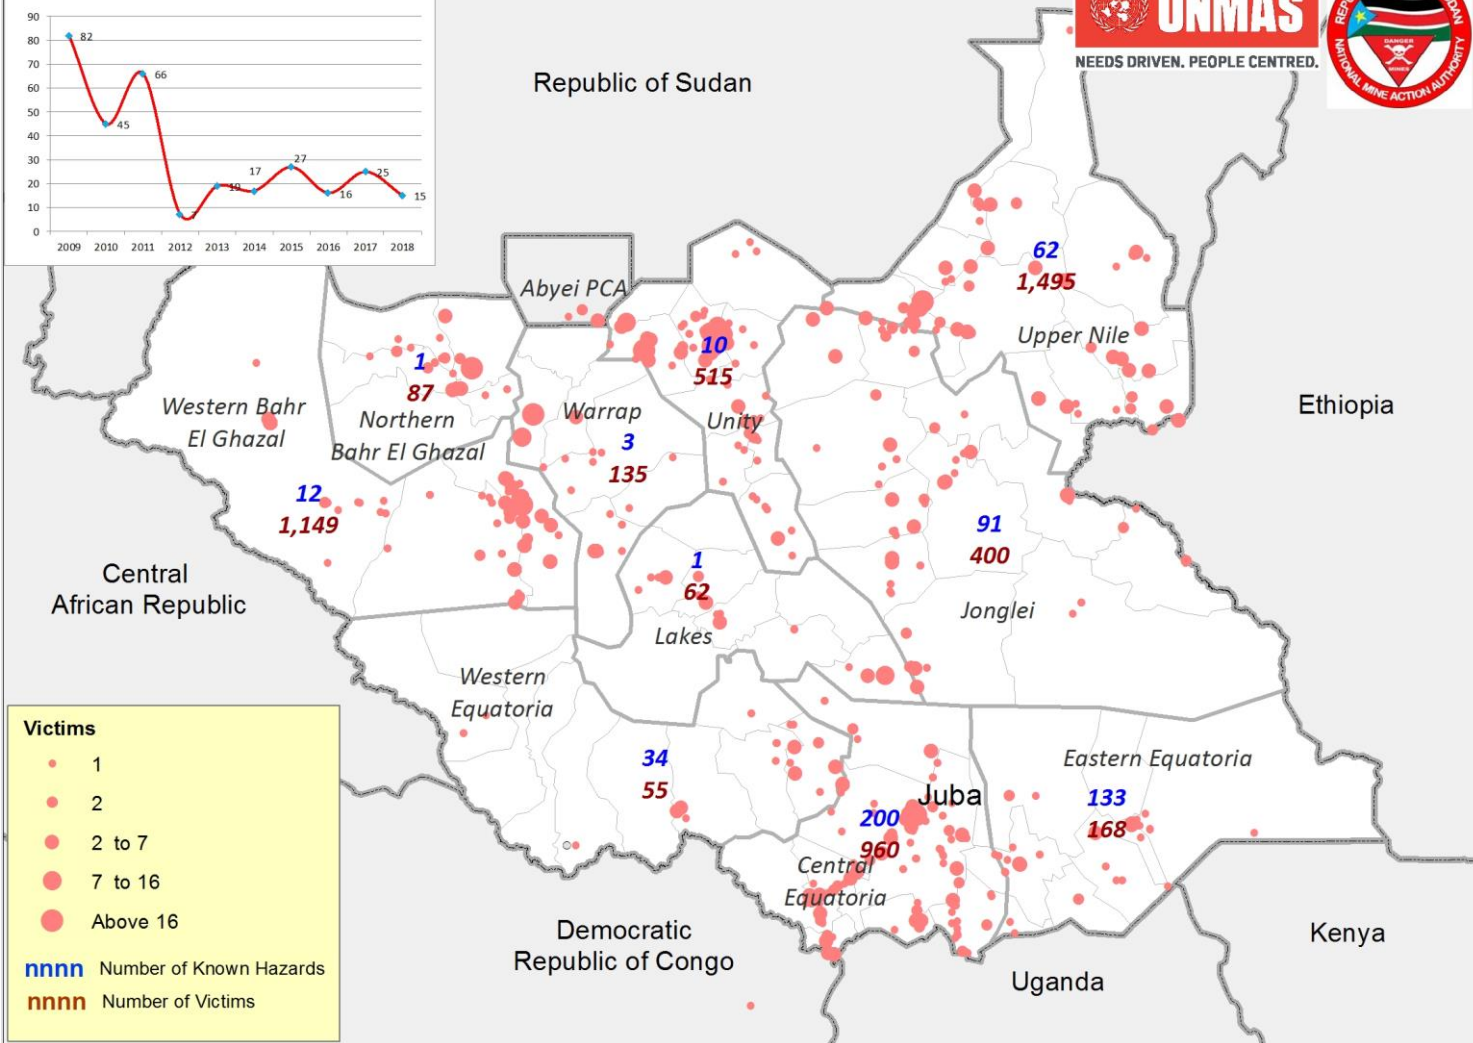 90
80
70
60
50
40
30
20
10
0
82
45
66
7
19
17
27
16
25
15
2009 2010 2011 2012 2013 2014 2015 2016 2017 2018
UNMAS
NEEDS DRIVEN. PEOPLE CENTRED.
DANGER
MINES
NATIONAL MINE ACTION AUTHORITY
Republic of Sudan
Abyei PCA
62
1,495
Upper Nile
Ethiopia
1
87
Northern
Bahr El Ghazal
Western Bahr
El Ghazal
12
1,149
10
515
Unity
Warrap
3
135
91
400
Jonglei
1
62
Lakes
Central
African Republic
Western
Equatoria
34
55
Juba
200
960
Central
Equatoria
Eastern Equatoria
133
168
Democratic
Republic of Congo
Uganda
Kenya
Victims
1
2
2 to 7
7 to 16
Above 16
nnnn Number of Known Hazards
nnnn Number of Victims